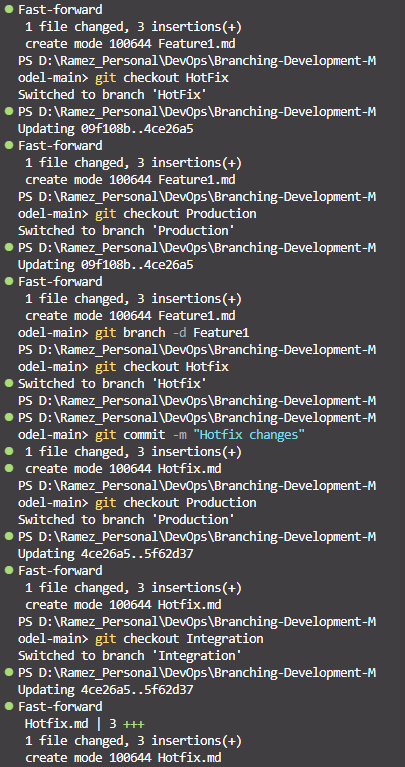 Fast-forward
1 file changed, 3 insertions(+)
create mode 100644 Feature1.md
PS D:\Ramez_Personal\DevOps\Branching-Development-M
odel-main> git checkout HotFix
Switched to branch 'HotFix'
PS D:\Ramez_Personal\DevOps\Branching-Development-M
Updating 09f108b..4ce26a5
Fast-forward
1 file changed, 3 insertions(+)
create mode 100644 Feature1.md
PS D:\Ramez_Personal\DevOps\Branching-Development-M
odel-main> git checkout Production
Switched to branch 'Production'
PS D:\Ramez_Personal\DevOps\Branching-Development-M
Updating 09f108b..4ce26a5
Fast-forward
1 file changed, 3 insertions(+)
create mode 100644 Feature1.md
odel-main> git branch -d Feature1
PS D:\Ramez_Personal\DevOps\Branching-Development-M
odel-main> git checkout Hotfix
Switched to branch 'Hotfix'
PS D:\Ramez_Personal\DevOps\Branching-Development-M
odel-main> git commit -m "Hotfix changes"
1 file changed, 3 insertions(+)
create mode 100644 Hotfix.md
PS D:\Ramez_Personal\DevOps\Branching-Development-M
odel-main> git checkout Production
Switched to branch 'Production'
PS D:\Ramez_Personal\DevOps\Branching-Development-M
Updating 4ce26a5..5f62d37
Fast-forward
1 file changed, 3 insertions(+)
create mode 100644 Hotfix.md
PS D:\Ramez_Personal\DevOps\Branching-Development-M
odel-main> git checkout Integration
Switched to branch 'Integration'
PS D:\Ramez_Personal\DevOps\Branching-Development-M
Updating 4ce26a5..5f62d37
Fast-forward
Hotfix.md | 3 +++
1 file changed, 3 insertions(+)
create mode 100644 Hotfix.md